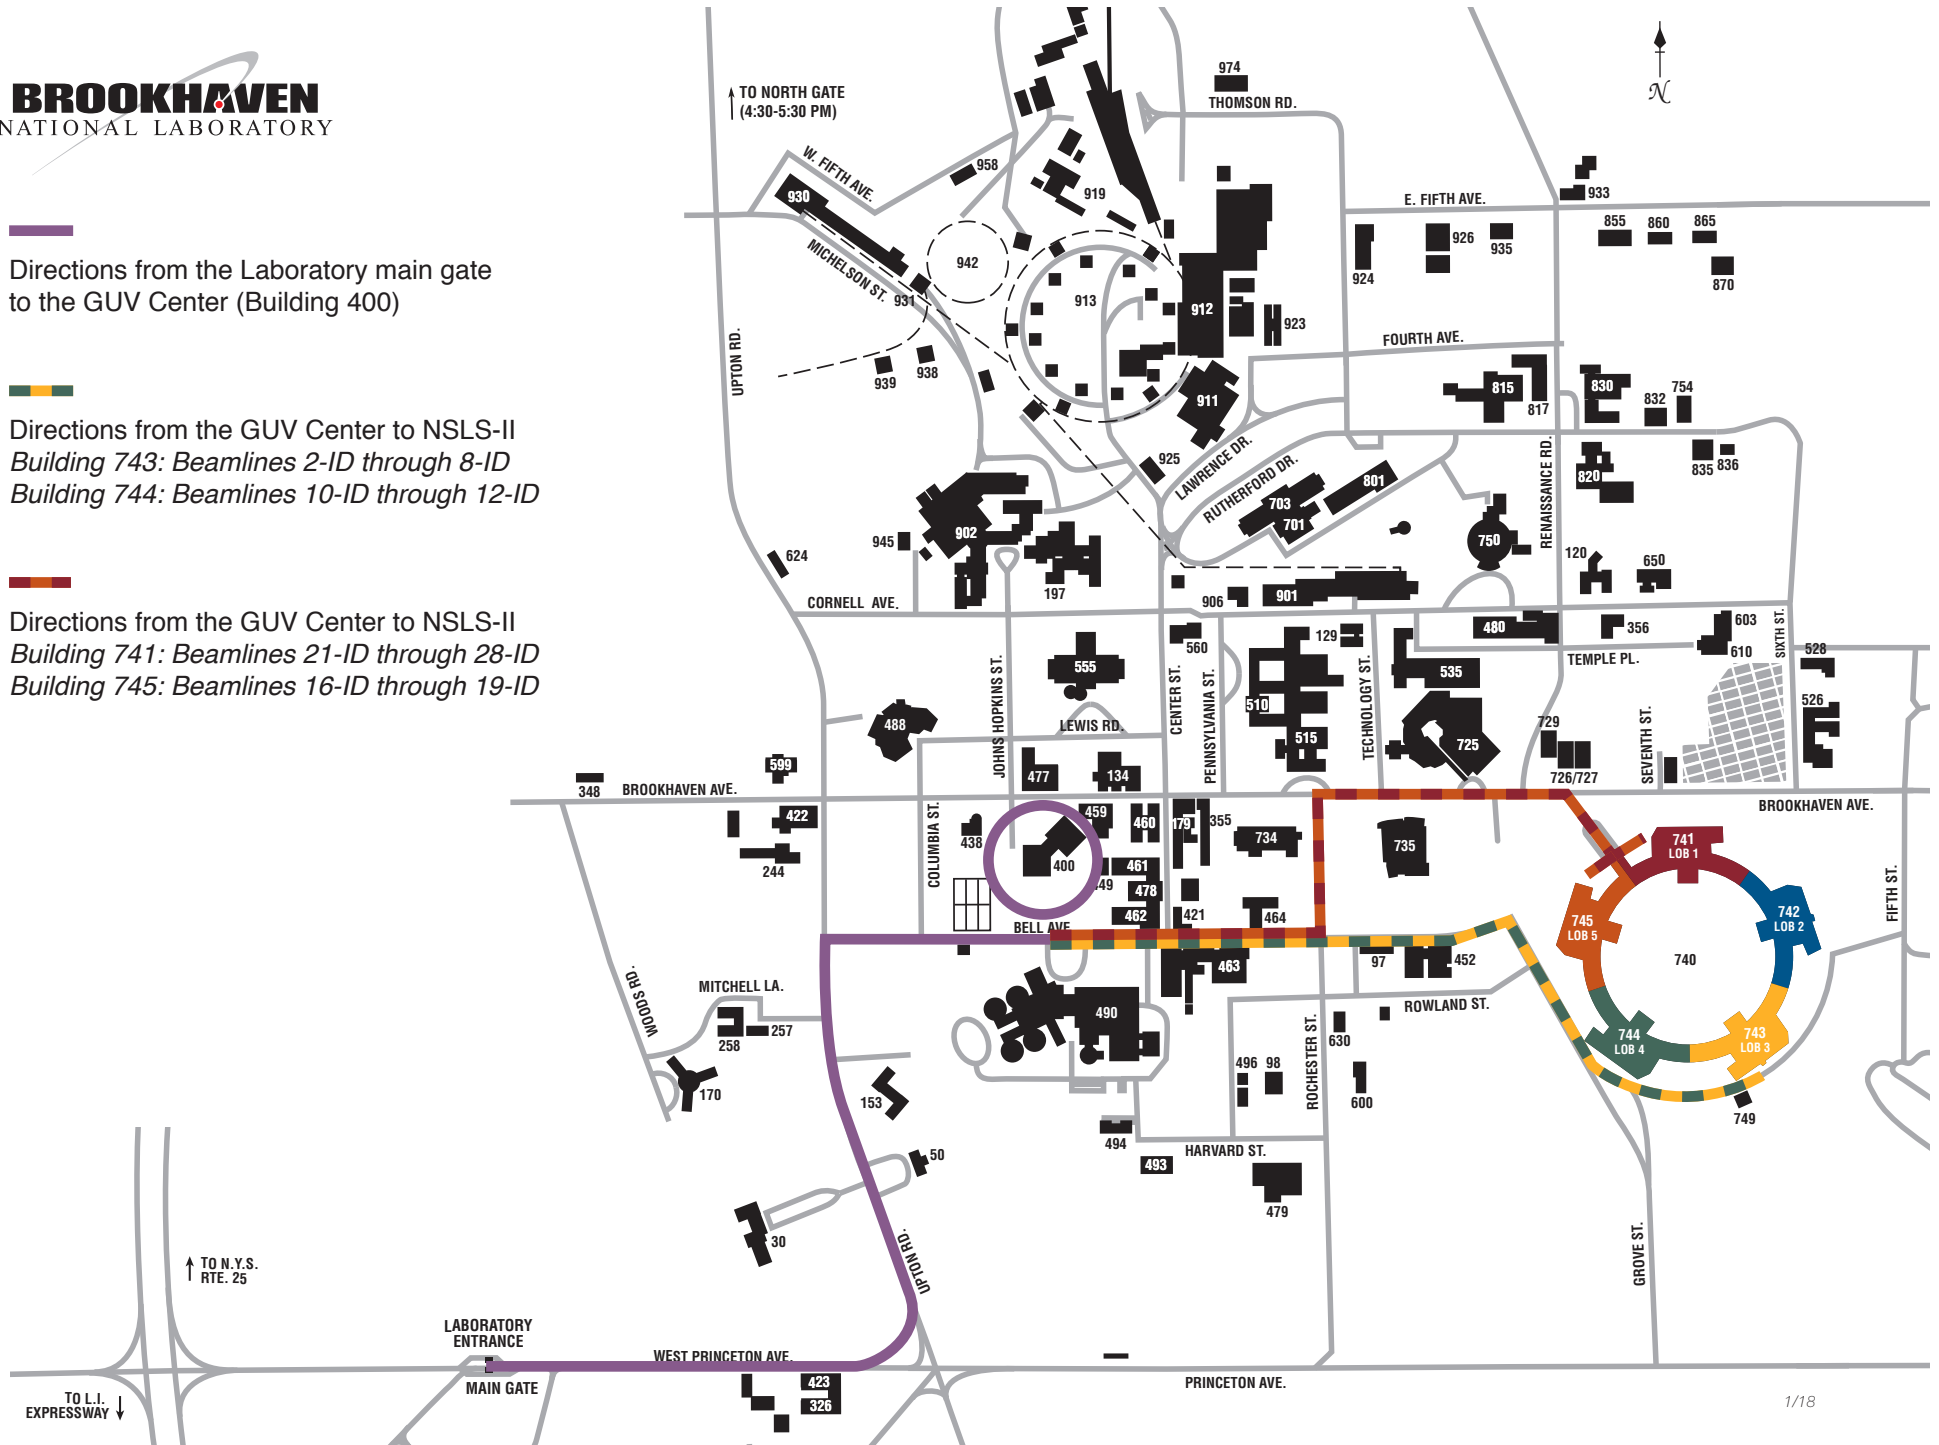 BROOKHAVEN
NATIONAL LABORATORY
Directions from the Laboratory main gate
to the GUV Center (Building 400)
Directions from the GUV Center to NSLS-II
Building 743: Beamlines 2-ID through 8-ID
Building 744: Beamlines 10-ID through 12-ID
Directions from the GUV Center to NSLS-II
Building 741: Beamlines 21-ID through 28-ID
Building 745: Beamlines 16-ID through 19-ID
TO NORTH GATE
(4:30-5:30 PM)
N
974
THOMSON RD.
W. FIFTH AVE.
958
930
919
933
E. FIFTH AVE.
855
860
865
926
935
924
870
MICHELSON ST.
942
931
913
912
923
UPTON RD.
939
938
FOURTH AVE.
911
815
817
830
832
754
925
LAWRENCE DR.
RUTHERFORD DR.
801
703
701
RENAISSANCE RD.
820
835
836
902
945
750
624
120
650
197
CORNELL AVE.
906
901
560
129
480
356
603
610
TEMPLE PL.
SIXTH ST.
528
555
JOHNS HOPKINS ST.
CENTER ST.
PENNSYLVANIA ST.
510
515
TECHNOLOGY ST.
535
725
526
488
LEWIS RD.
729
726/727
SEVENTH ST.
599
477
134
348
BROOKHAVEN AVE.
BROOKHAVEN AVE.
422
COLUMBIA ST.
438
459
460
179
355
734
735
244
400
449
461
478
462
421
464
741
LOB 1
742
LOB 2
745
LOB 5
740
FIFTH ST.
BELL AVE.
463
97
452
WOODS RD.
MITCHELL LA.
258
257
490
ROWLAND ST.
744
LOB 4
743
LOB 3
630
ROCHESTER ST.
496
98
600
749
170
153
494
HARVARD ST.
493
50
479
30
UPTON RD.
GROVE ST.
TO N.Y.S.
RTE. 25
LABORATORY
ENTRANCE
WEST PRINCETON AVE.
MAIN GATE
423
326
PRINCETON AVE.
TO L.I.
EXPRESSWAY
1/18